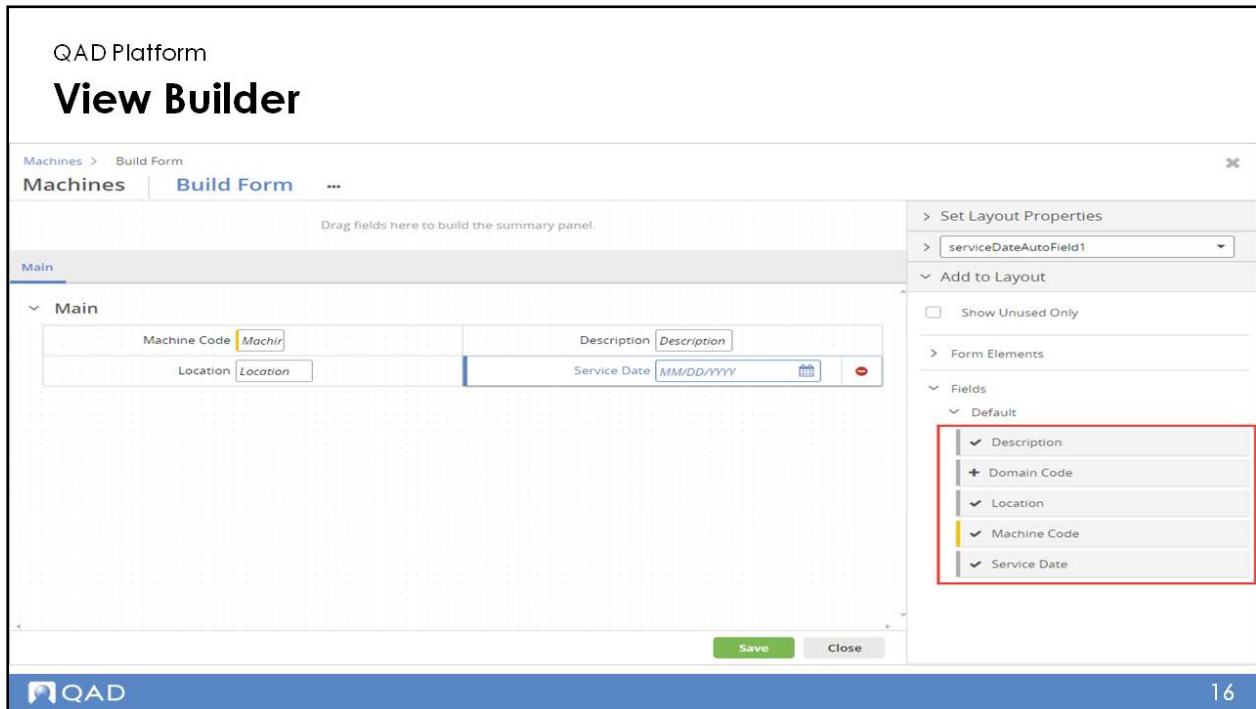 QAD Platform
View Builder
Machines > Build Form
Machines | Build Form ...
Drag fields here to build the summary panel.
Main
Main
Machine Code Machir
Description Description
Location Location
Service Date MM/DD/YYYY
Save Close
Set Layout Properties
serviceDateAutoField1
Add to Layout
Show Unused Only
Form Elements
Fields
Default
Description
Domain Code
Location
Machine Code
Service Date
QAD
16